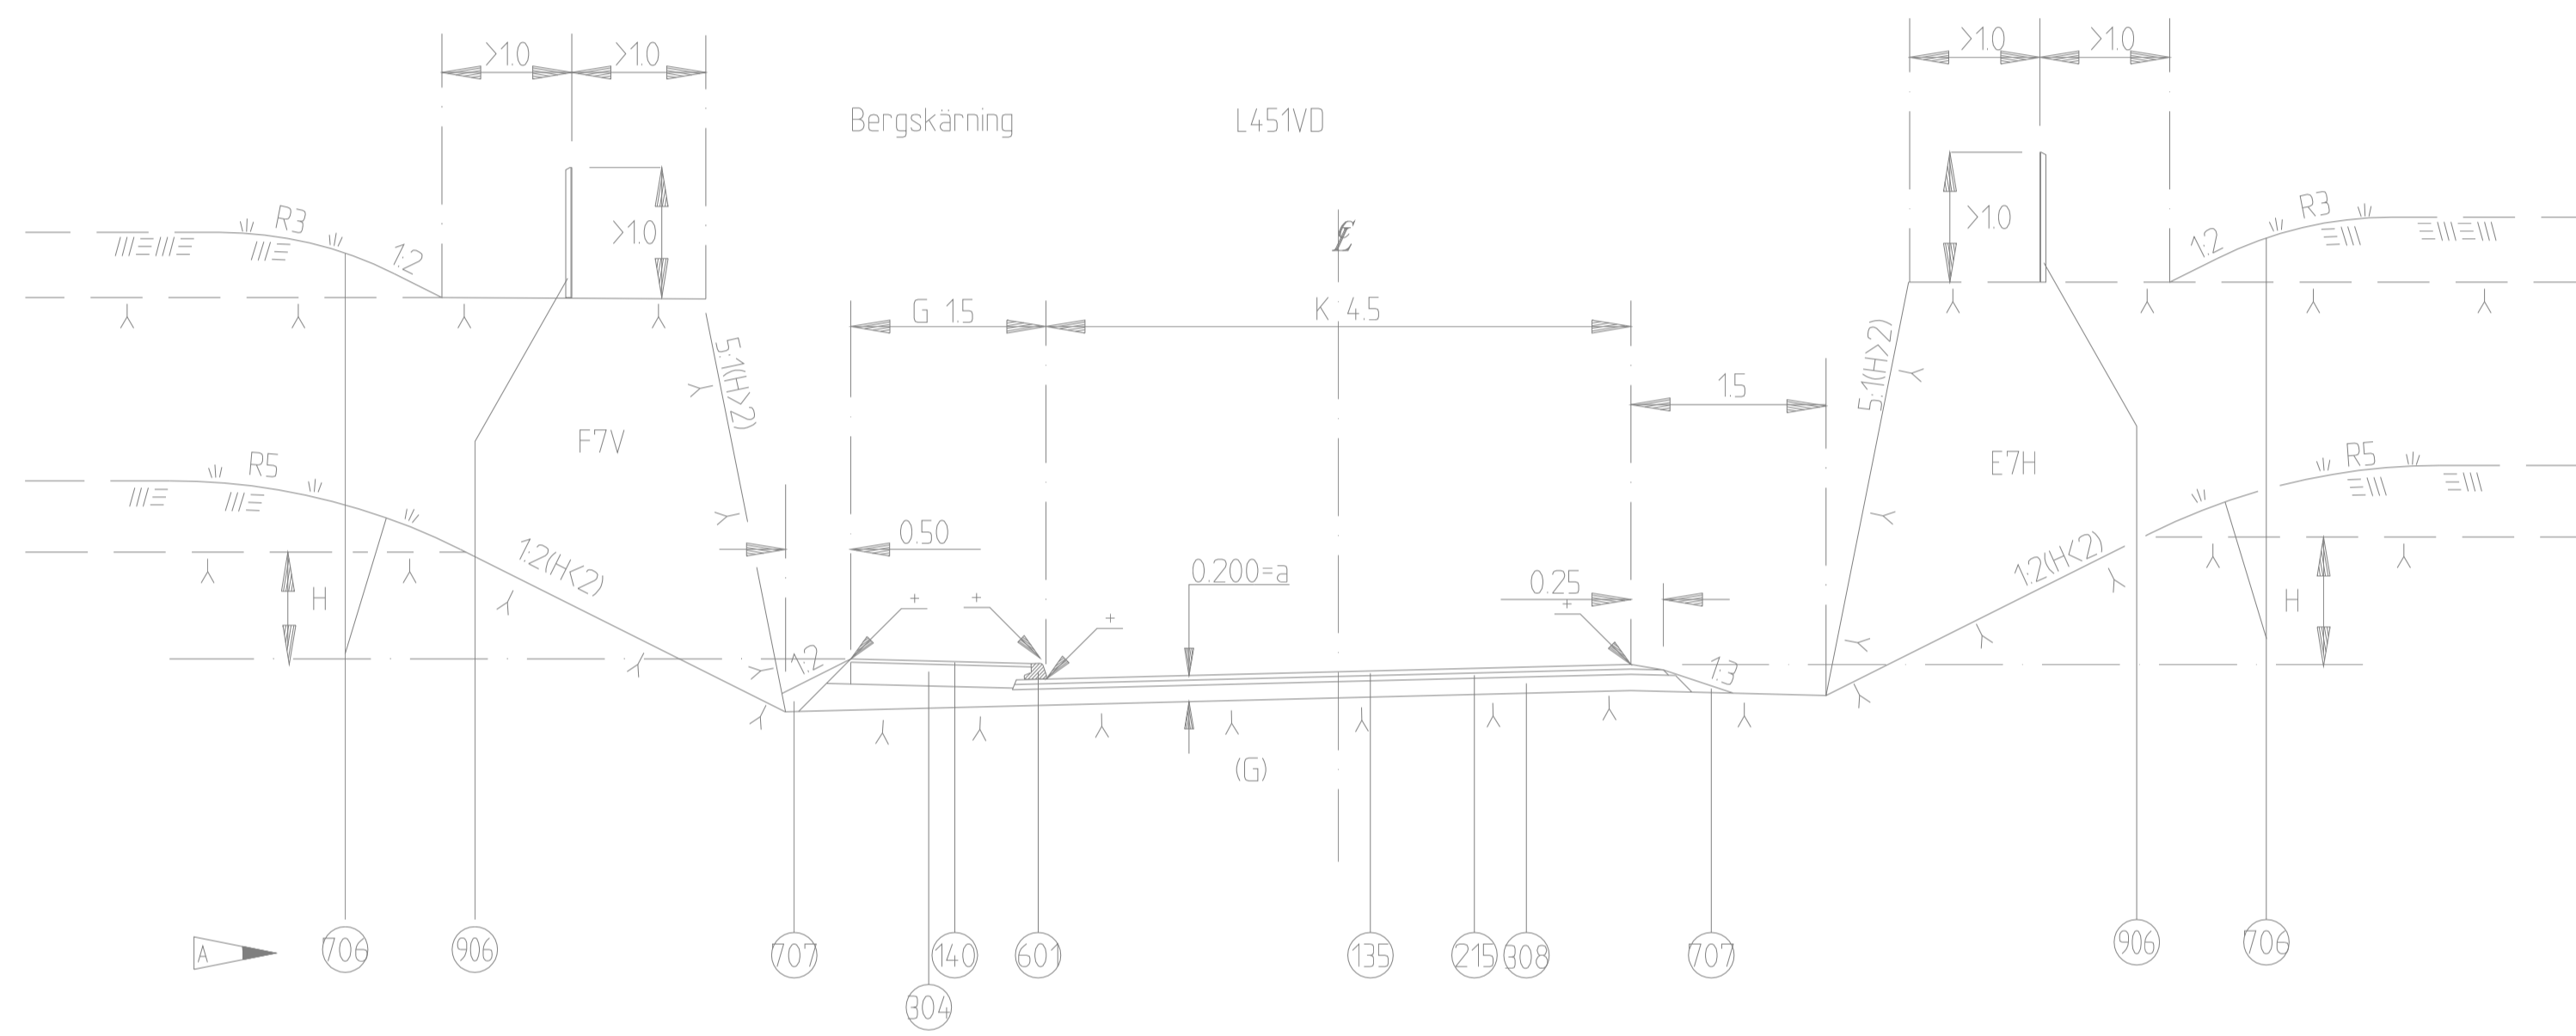 >1.0 >1.0 >1.0 >1.0
Bergskärning L451VD
R3 1:2 >1.0 >1.0 1:2 R3
G 1.5 K 4.5
5:1(H>2) 1.5 5:1(H>2)
R5 F7V E7H R5
1:2(H<2) 0.50 1:2(H<2)
0.200=a 0.25
H + + + + H
1:2 1:3
(G)
A 706 906 707 140 601 135 215 308 707 906 706
304